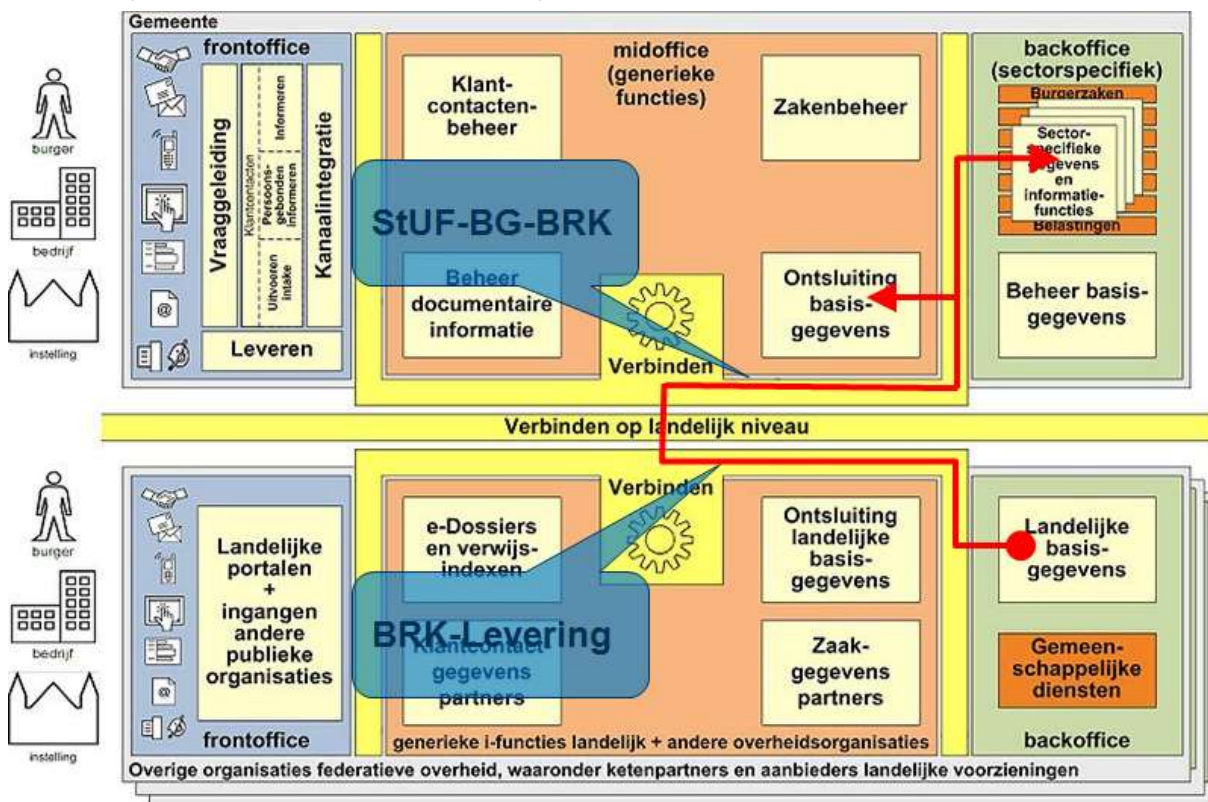 Gemeente
frontoffice
burger
bedrijf
instelling
Vraaggeleiding
Klantcontacten
Informeren
Persoons-
gebonden
informeren
Uitvoeren
intake
Kanaalintegratie
Leveren
midoffice
(generieke
functies)
Klant-
contacten-
beheer
Zakenbeheer
StUF-BG-BRK
Beheer
documentaire
informatie
Verbinden
Ontsluiting
basis-
gegevens
backoffice
(sectorspecifiek)
Burgerzaken
Sector-
specifieke
gegevens
en
informatie-
functies
Belastingen
Beheer basis-
gegevens
Verbinden op landelijk niveau
burger
bedrijf
instelling
Landelijke
portalen
+
ingangen
andere
publieke
organisaties
frontoffice
e-Dossiers
en verwijs-
indexen
Verbinden
Ontsluiting
landelijke
basis-
gegevens
BRK-Levering
Klantcontact
gegevens
partners
Zaak-
gegevens
partners
generieke i-functies landelijk + andere overheidsorganisaties
Landelijke
basis-
gegevens
Gemeen-
schappelijke
diensten
backoffice
Overige organisaties federatieve overheid, waaronder ketenpartners en aanbieders landelijke voorzieningen